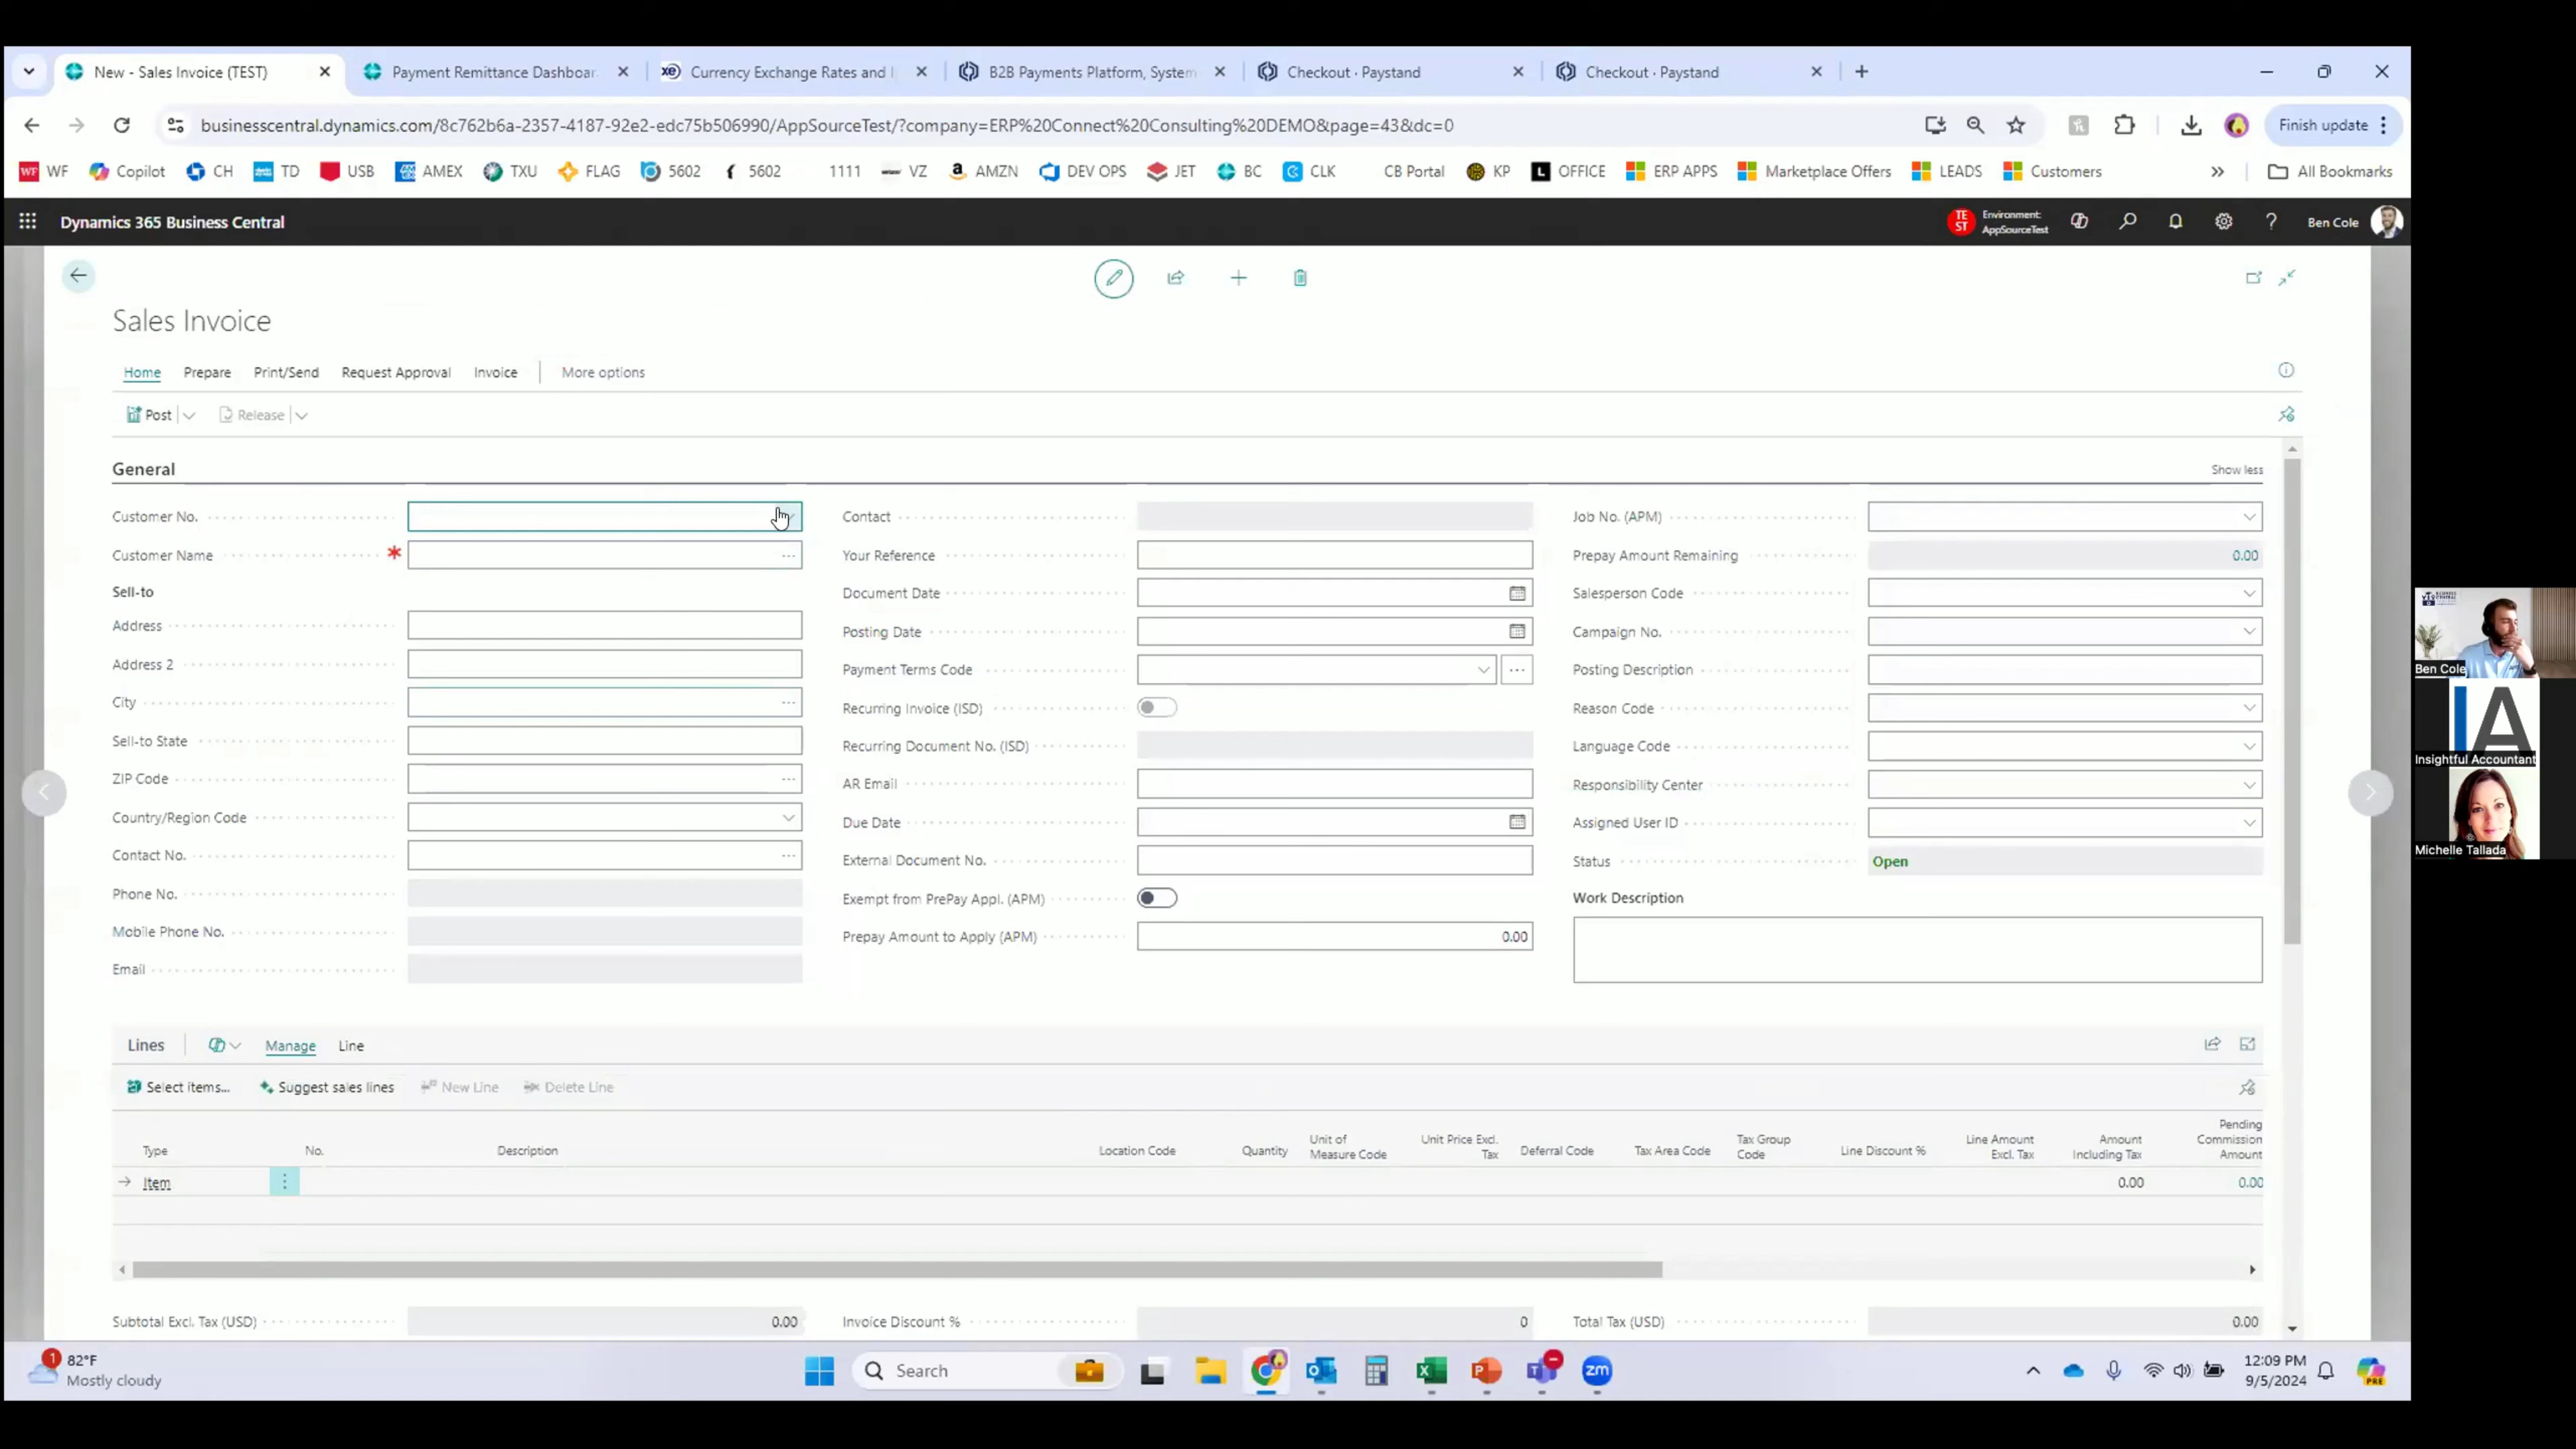 New - Sales Invoice (TEST)
Payment Remittance Dashboar
Currency Exchange Rates and I
B2B Payments Platform, System
Checkout · Paystand
Checkout · Paystand
businesscentral.dynamics.com/8c762b6a-2357-4187-92e2-edc75b506990/AppSourceTest/?company=ERP%20Connect%20Consulting%20DEMO&page=43&dc=0
Finish update
WF WF
Copilot
CH
TD
USB
AMEX
TXU
FLAG
5602
5602
1111
VZ
AMZN
DEV OPS
JET
BC
CLK
CB Portal
KP
L OFFICE
ERP APPS
Marketplace Offers
LEADS
Customers
All Bookmarks
Dynamics 365 Business Central
TE ST
Environment:
AppSourceTest
Ben Cole
Sales Invoice
Home Prepare Print/Send Request Approval Invoice More options
Post Release
General
Show less
Customer No.
Customer Name *
Sell-to
Address
Address 2
City
Sell-to State
ZIP Code
Country/Region Code
Contact No.
Phone No.
Mobile Phone No.
Email
Contact
Your Reference
Document Date
Posting Date
Payment Terms Code
Recurring Invoice (ISD)
Recurring Document No. (ISD)
AR Email
Due Date
External Document No.
Exempt from PrePay Appl. (APM)
Prepay Amount to Apply (APM) 0.00
Job No. (APM)
Prepay Amount Remaining 0.00
Salesperson Code
Campaign No.
Posting Description
Reason Code
Language Code
Responsibility Center
Assigned User ID
Status Open
Work Description
Lines Manage Line
Select items... Suggest sales lines New Line Delete Line
Type
No.
Description
Location Code
Quantity
Unit of
Measure Code
Unit Price Excl.
Tax
Deferral Code
Tax Area Code
Tax Group
Code
Line Discount %
Line Amount
Excl. Tax
Amount
Including Tax
Pending
Commission
Amount
Item 0.00 0.00
Subtotal Excl. Tax (USD) 0.00
Invoice Discount % 0
Total Tax (USD) 0.00
Ben Cole
IA
Insightful Accountant
Michelle Tallada
1
82°F
Mostly cloudy
Search
zm
12:09 PM
9/5/2024
PRE